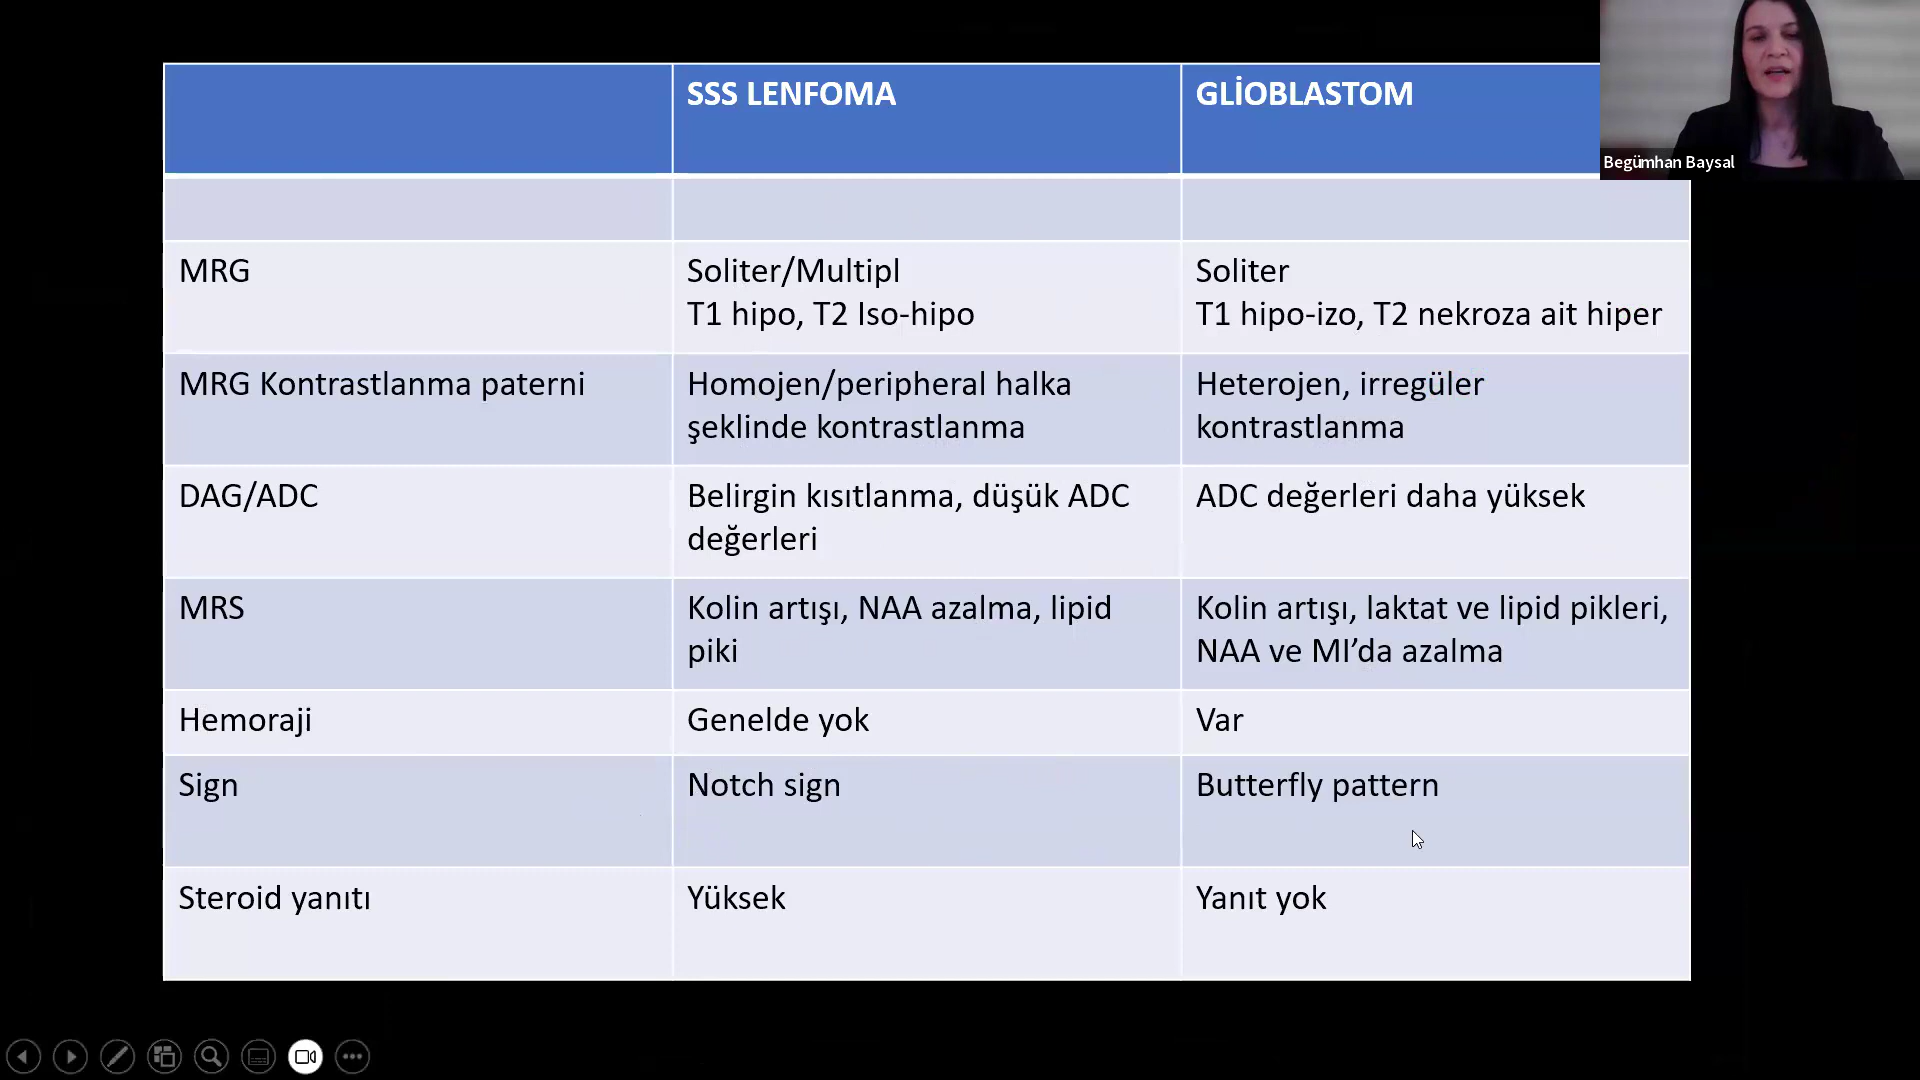 SSS LENFOMA
GLİOBLASTOM
Begümhan Baysal
MRG
Soliter/Multipl
T1 hipo, T2 Iso-hipo
Soliter
T1 hipo-izo, T2 nekroza ait hiper
MRG Kontrastlanma paterni
Homojen/peripheral halka
şeklinde kontrastlanma
Heterojen, irregüler
kontrastlanma
DAG/ADC
Belirgin kısıtlanma, düşük ADC
değerleri
ADC değerleri daha yüksek
MRS
Kolin artışı, NAA azalma, lipid
piki
Kolin artışı, laktat ve lipid pikleri,
NAA ve MI’da azalma
Hemoraji
Genelde yok
Var
Sign
Notch sign
Butterfly pattern
Steroid yanıtı
Yüksek
Yanıt yok